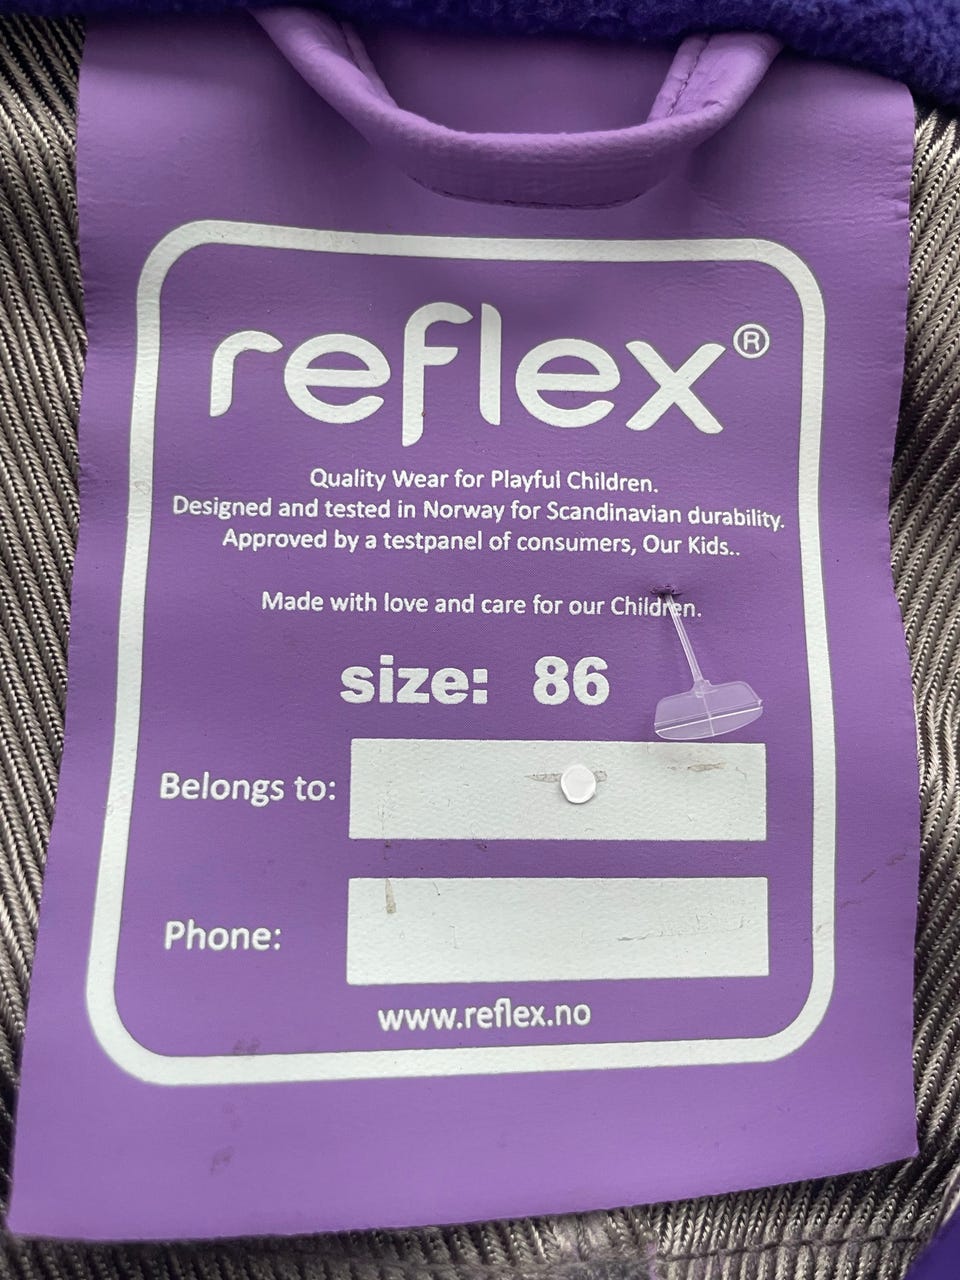 reflex®
Quality Wear for Playful Children.
Designed and tested in Norway for Scandinavian durability.
Approved by a testpanel of consumers, Our Kids..
Made with love and care for our Children.
size: 86
Belongs to:
Phone:
www.reflex.no